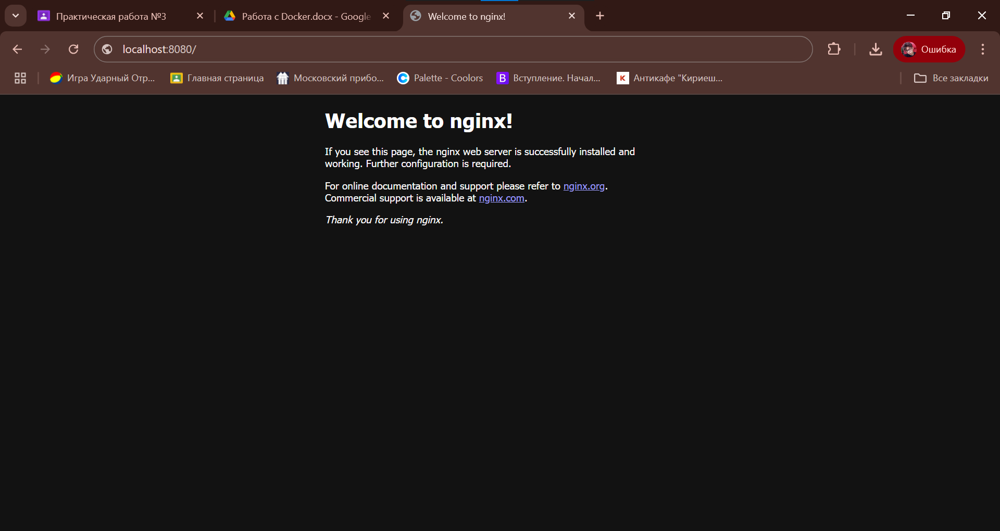 Практическая работа №3
Работа с Docker.docx - Google
Welcome to nginx!
localhost:8080/
Ошибка
Игра Ударный Отр...
Главная страница
Московский прибо...
Palette - Coolors
Вступление. Начал...
Антикафе "Кириеш...
Все закладки
Welcome to nginx!
If you see this page, the nginx web server is successfully installed and
working. Further configuration is required.
For online documentation and support please refer to nginx.org.
Commercial support is available at nginx.com.
Thank you for using nginx.